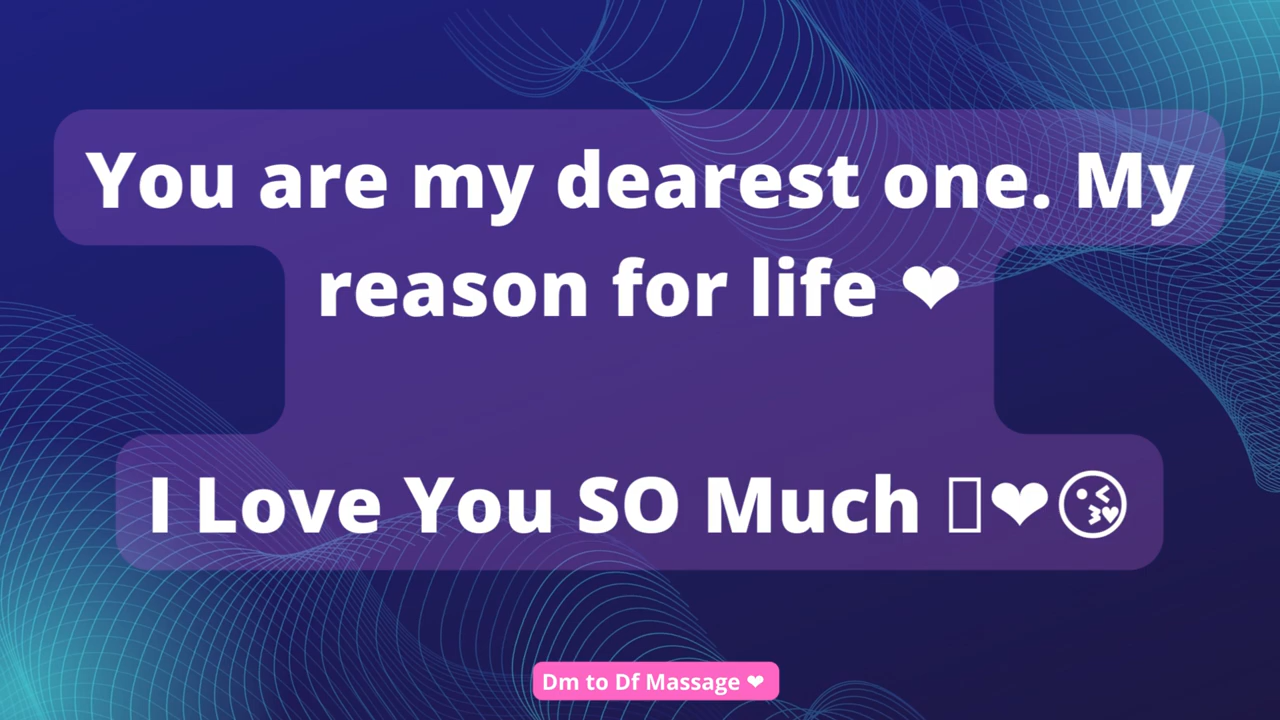 You are my dearest one. My
reason for life ❤
I Love You SO Much ▯❤😘
Dm to Df Massage ❤